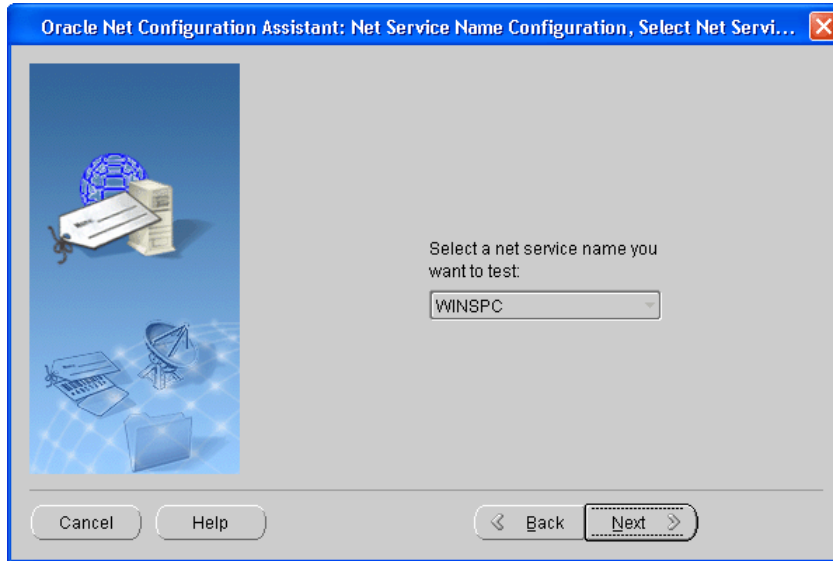 Oracle Net Configuration Assistant: Net Service Name Configuration, Select Net Servi...
Select a net service name you
want to test:
WINSPC
Cancel
Help
Back
Next